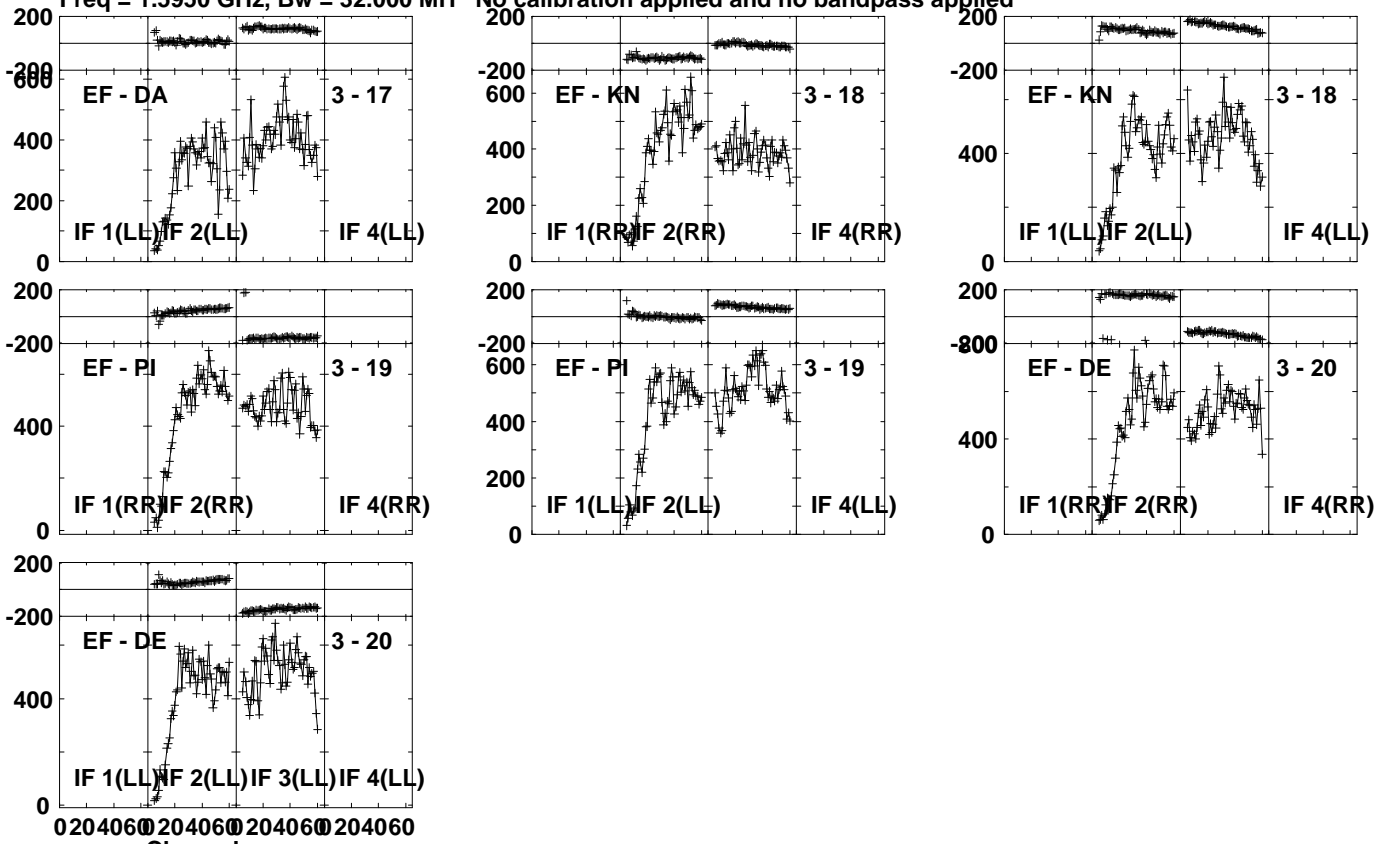 Freq = 1.5950 GHz, Bw = 32.000 MH No calibration applied and no bandpass applied
200
-200
600
400
200
0
EF - DA
3 - 17
IF 1(LL)
IF 2(LL)
IF 4(LL)
200
-200
600
400
200
0
EF - KN
3 - 18
IF 1(RR)
IF 2(RR)
IF 4(RR)
200
-200
400
0
EF - KN
3 - 18
IF 1(LL)
IF 2(LL)
IF 4(LL)
200
-200
400
0
EF - PI
3 - 19
IF 1(RR)
IF 2(RR)
IF 4(RR)
200
-200
600
400
200
0
EF - PI
3 - 19
IF 1(LL)
IF 2(LL)
IF 4(LL)
200
-200
800
400
0
EF - DE
3 - 20
IF 1(RR)
IF 2(RR)
IF 4(RR)
200
-200
400
0
EF - DE
3 - 20
IF 1(LL)
IF 2(LL)
IF 3(LL)
IF 4(LL)
0 20 40 60 0 20 40 60 0 20 40 60 0 20 40 60